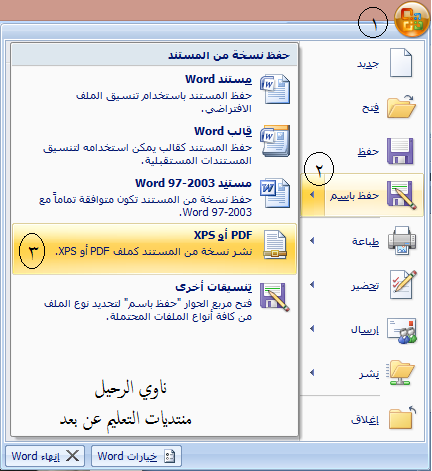 ١
جديد
فتح
حفظ
٢
حفظ باسم
طباعة
تحضير
إرسال
نشر
إغلاق
حفظ نسخة من المستند
مستند Word
حفظ المستند باستخدام تنسيق الملف
الافتراضي.
قالب Word
حفظ المستند كقالب يمكن استخدامه لتنسيق
المستندات المستقبلية.
مستند Word 97-2003
حفظ نسخة من المستند تكون متوافقة تماماً مع
Word 97-2003.
٣
PDF أو XPS
نشر نسخة من المستند كملف PDF أو XPS.
تنسيقات أخرى
فتح مربع الحوار "حفظ باسم" لتحديد نوع الملف
من كافة أنواع الملفات المحتملة.
ناوي الرحيل
منتديات التعليم عن بعد
خيارات Word
إنهاء Word